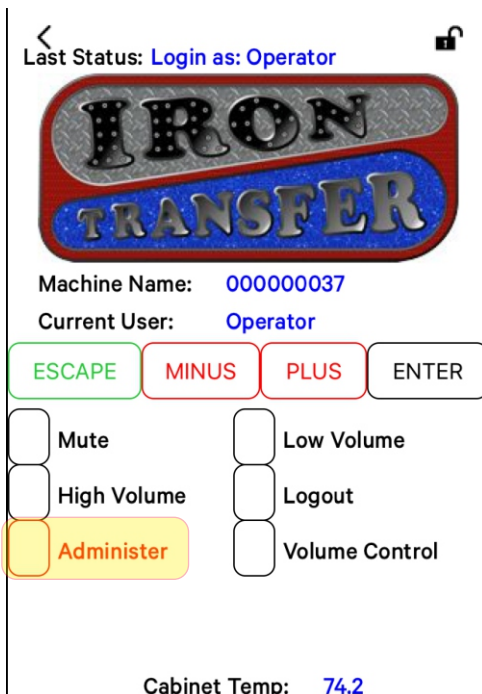 Last Status: Login as: Operator
IRON
TRANSFER
Machine Name: 000000037
Current User: Operator
ESCAPE MINUS PLUS ENTER
Mute Low Volume
High Volume Logout
Administer Volume Control
Cabinet Temp: 74.2